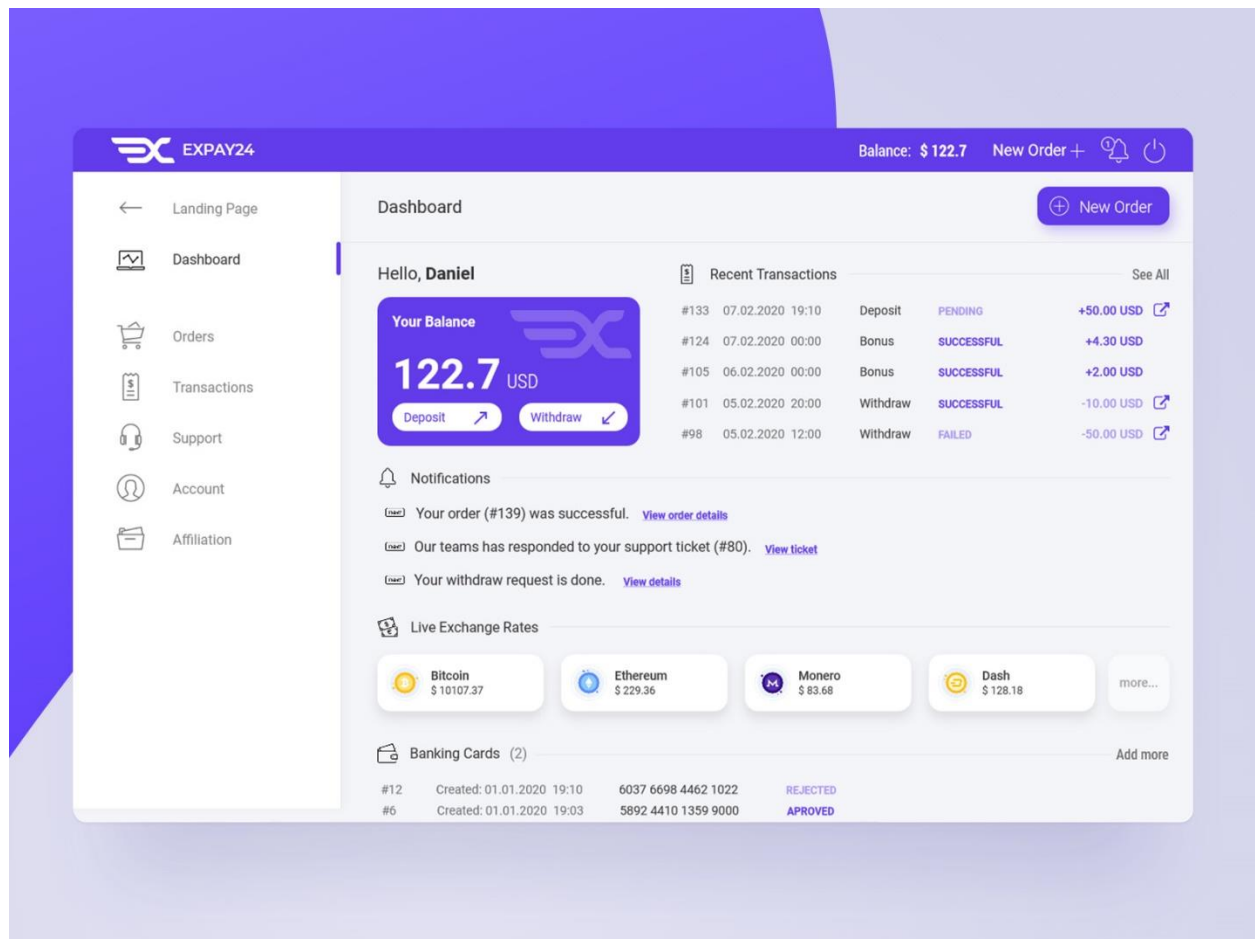 EXPAY24
Balance: $ 122.7 New Order + 1
Landing Page
Dashboard
Orders
Transactions
Support
Account
Affiliation
Dashboard
New Order
Hello, Daniel
Your Balance
122.7 USD
Deposit
Withdraw
Recent Transactions See All
#133 07.02.2020 19:10 Deposit PENDING +50.00 USD
#124 07.02.2020 00:00 Bonus SUCCESSFUL +4.30 USD
#105 06.02.2020 00:00 Bonus SUCCESSFUL +2.00 USD
#101 05.02.2020 20:00 Withdraw SUCCESSFUL -10.00 USD
#98 05.02.2020 12:00 Withdraw FAILED -50.00 USD
Notifications
new! Your order (#139) was successful. View order details
new! Our teams has responded to your support ticket (#80). View ticket
new! Your withdraw request is done. View details
Live Exchange Rates
Bitcoin
$ 10107.37
Ethereum
$ 229.36
Monero
$ 83.68
Dash
$ 128.18
more...
Banking Cards (2) Add more
#12 Created: 01.01.2020 19:10 6037 6698 4462 1022 REJECTED
#6 Created: 01.01.2020 19:03 5892 4410 1359 9000 APROVED